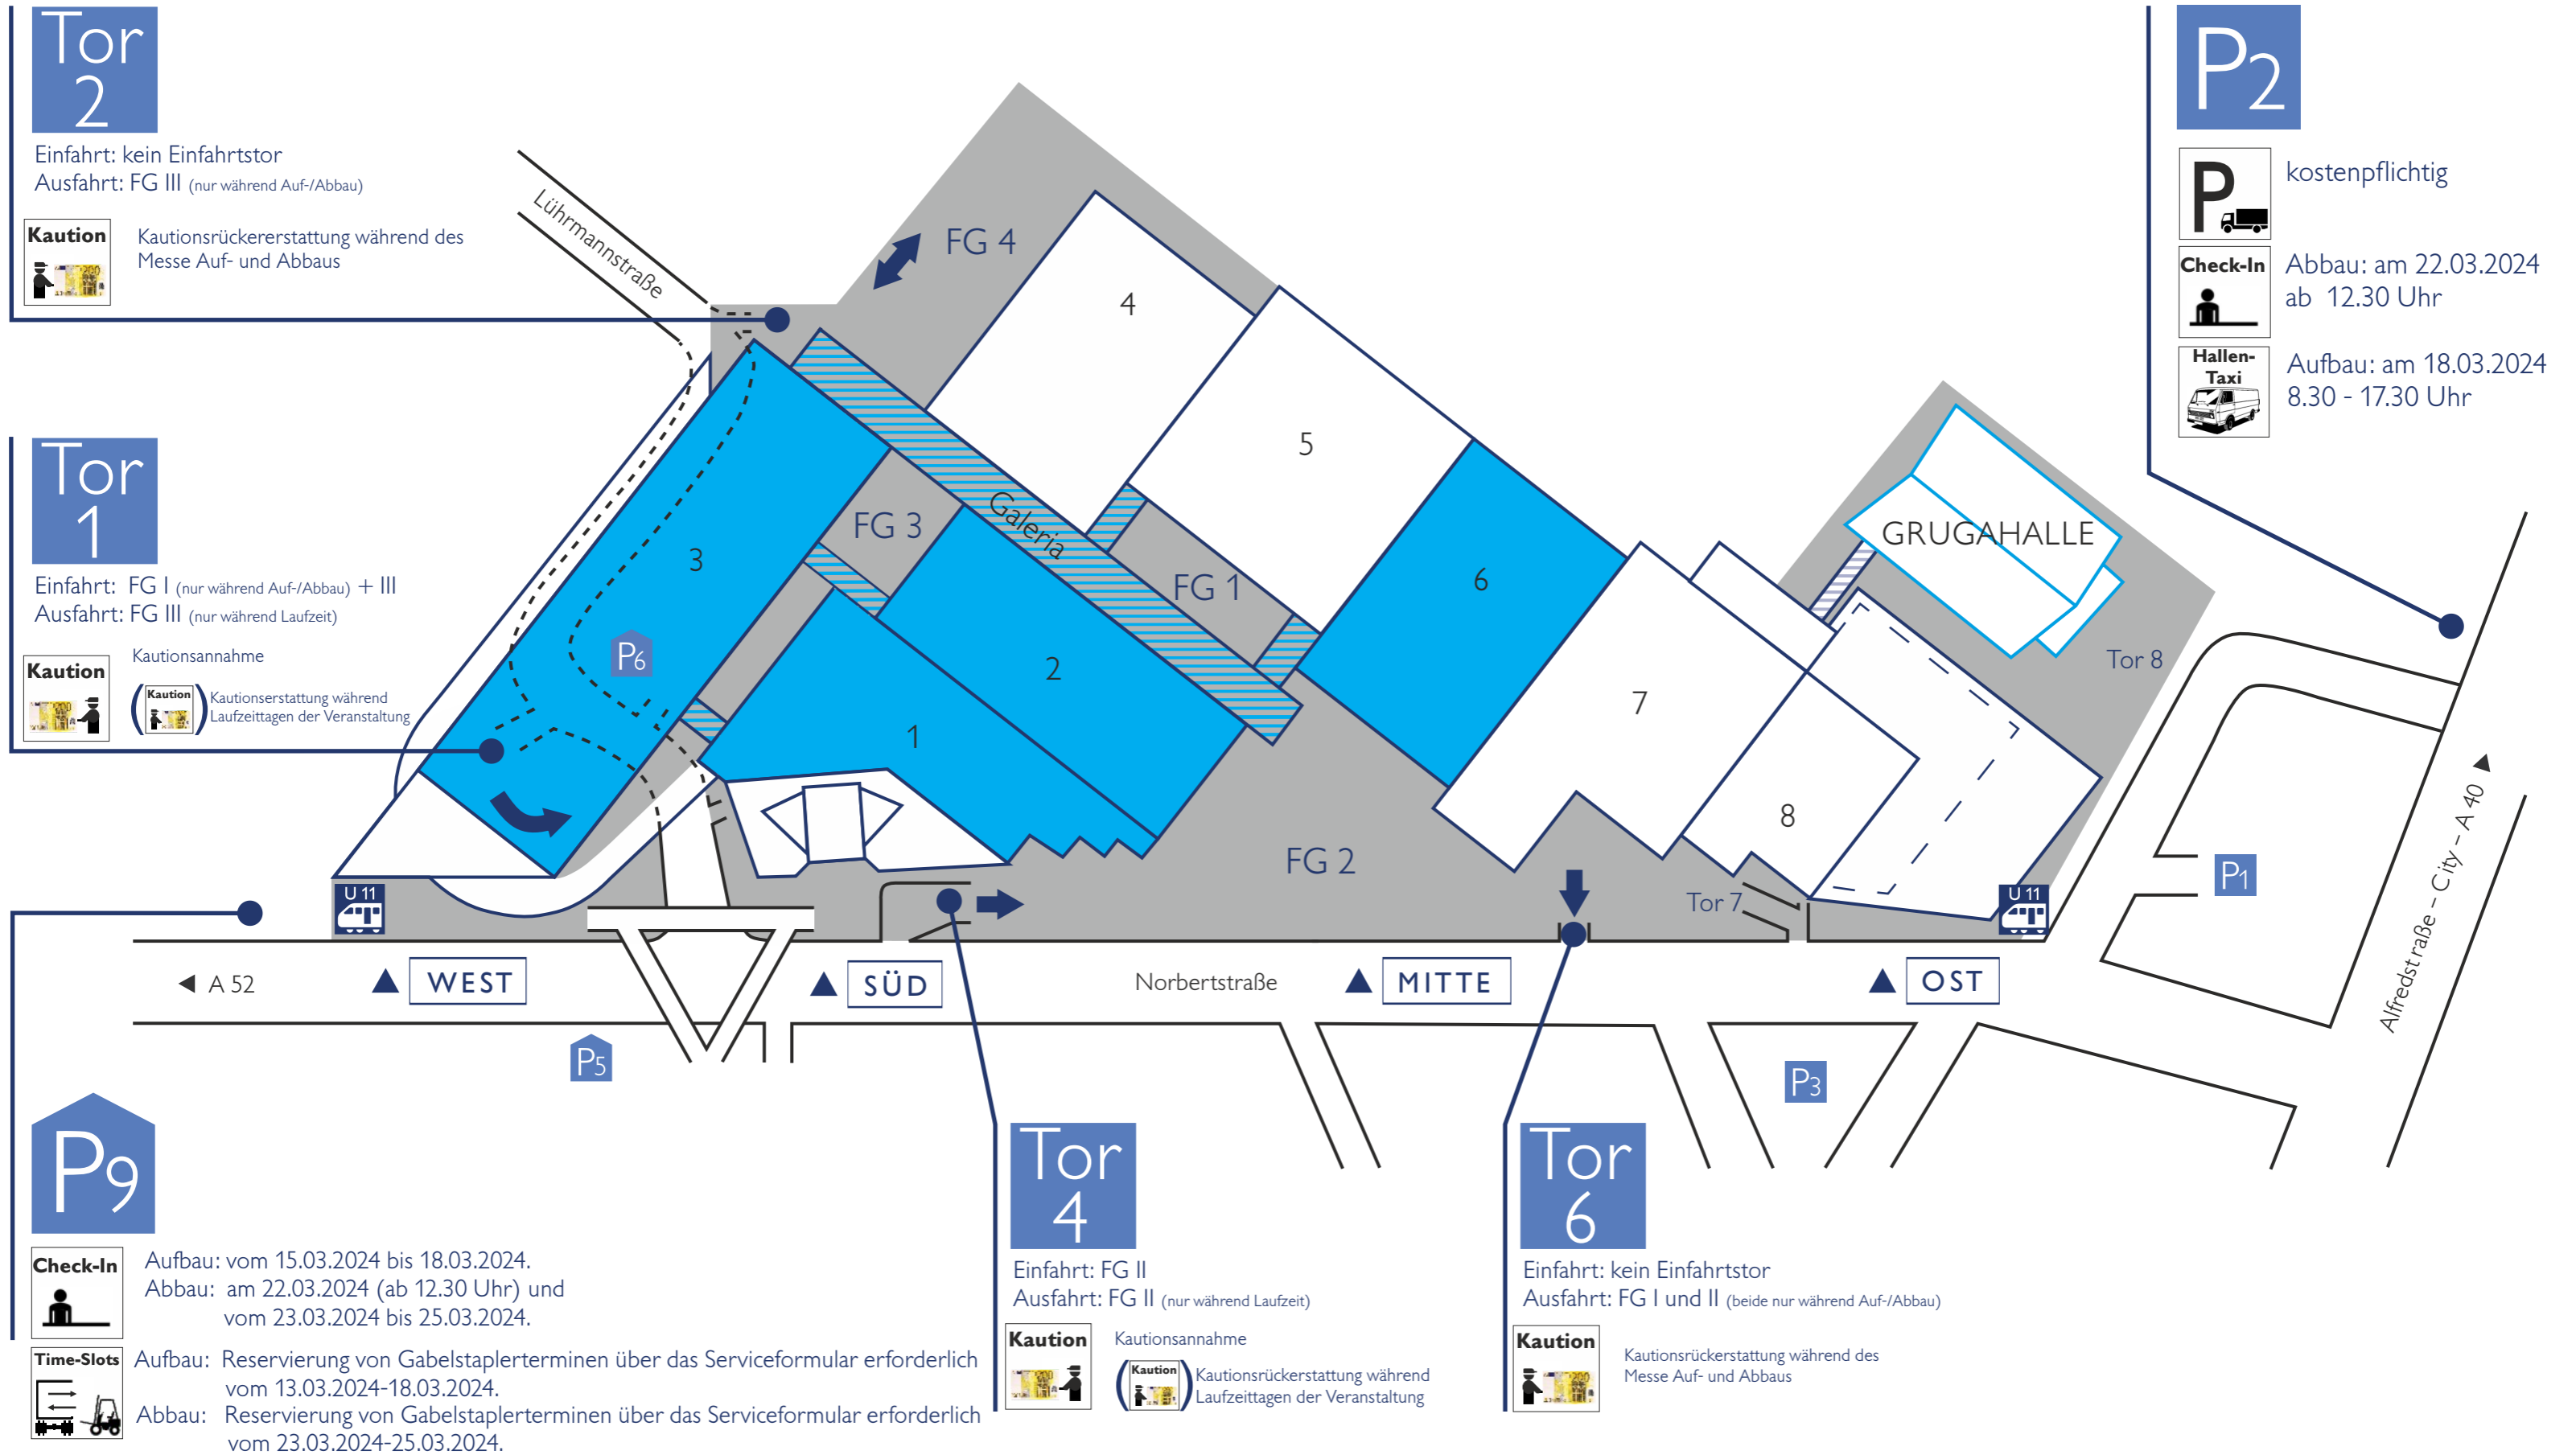 Tor
2
Einfahrt: kein Einfahrtstor
Ausfahrt: FG III (nur während Auf-/Abbau)
Kaution
Kautionsrückererstattung während des
Messe Auf- und Abbaus
Tor
1
Einfahrt: FG I (nur während Auf-/Abbau) + III
Ausfahrt: FG III (nur während Laufzeit)
Kaution
Kautionsannahme
Kaution
Kautionserstattung während
Laufzeittagen der Veranstaltung
P2
P
kostenpflichtig
Check-In
Abbau: am 22.03.2024
ab 12.30 Uhr
Hallen-
Taxi
Aufbau: am 18.03.2024
8.30 - 17.30 Uhr
Lührmannstraße
FG 4
4
5
3
FG 3
Galeria
FG 1
6
P6
2
1
7
8
FG 2
GRUGAHALLE
Tor 8
Tor 7
U 11
U 11
P1
Alfredstraße – City – A 40
A 52
WEST
SÜD
Norbertstraße
MITTE
OST
P5
P3
P9
Check-In
Aufbau: vom 15.03.2024 bis 18.03.2024.
Abbau: am 22.03.2024 (ab 12.30 Uhr) und
vom 23.03.2024 bis 25.03.2024.
Time-Slots
Aufbau: Reservierung von Gabelstaplerterminen über das Serviceformular erforderlich
vom 13.03.2024-18.03.2024.
Abbau: Reservierung von Gabelstaplerterminen über das Serviceformular erforderlich
vom 23.03.2024-25.03.2024.
Tor
4
Einfahrt: FG II
Ausfahrt: FG II (nur während Laufzeit)
Kaution
Kautionsannahme
Kaution
Kautionsrückerstattung während
Laufzeittagen der Veranstaltung
Tor
6
Einfahrt: kein Einfahrtstor
Ausfahrt: FG I und II (beide nur während Auf-/Abbau)
Kaution
Kautionsrückerstattung während des
Messe Auf- und Abbaus